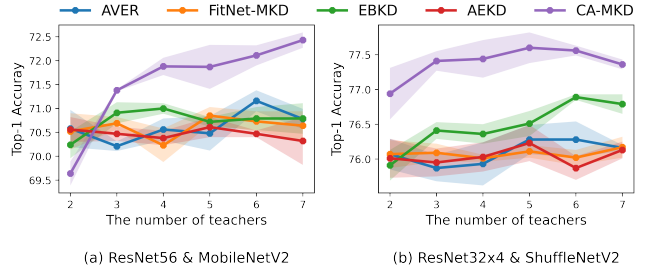 AVER FitNet-MKD EBKD AEKD CA-MKD
72.5
72.0
71.5
71.0
70.5
70.0
69.5
Top-1 Accuray
2 3 4 5 6 7
The number of teachers
(a) ResNet56 & MobileNetV2
77.5
77.0
76.5
76.0
Top-1 Accuray
2 3 4 5 6 7
The number of teachers
(b) ResNet32x4 & ShuffleNetV2